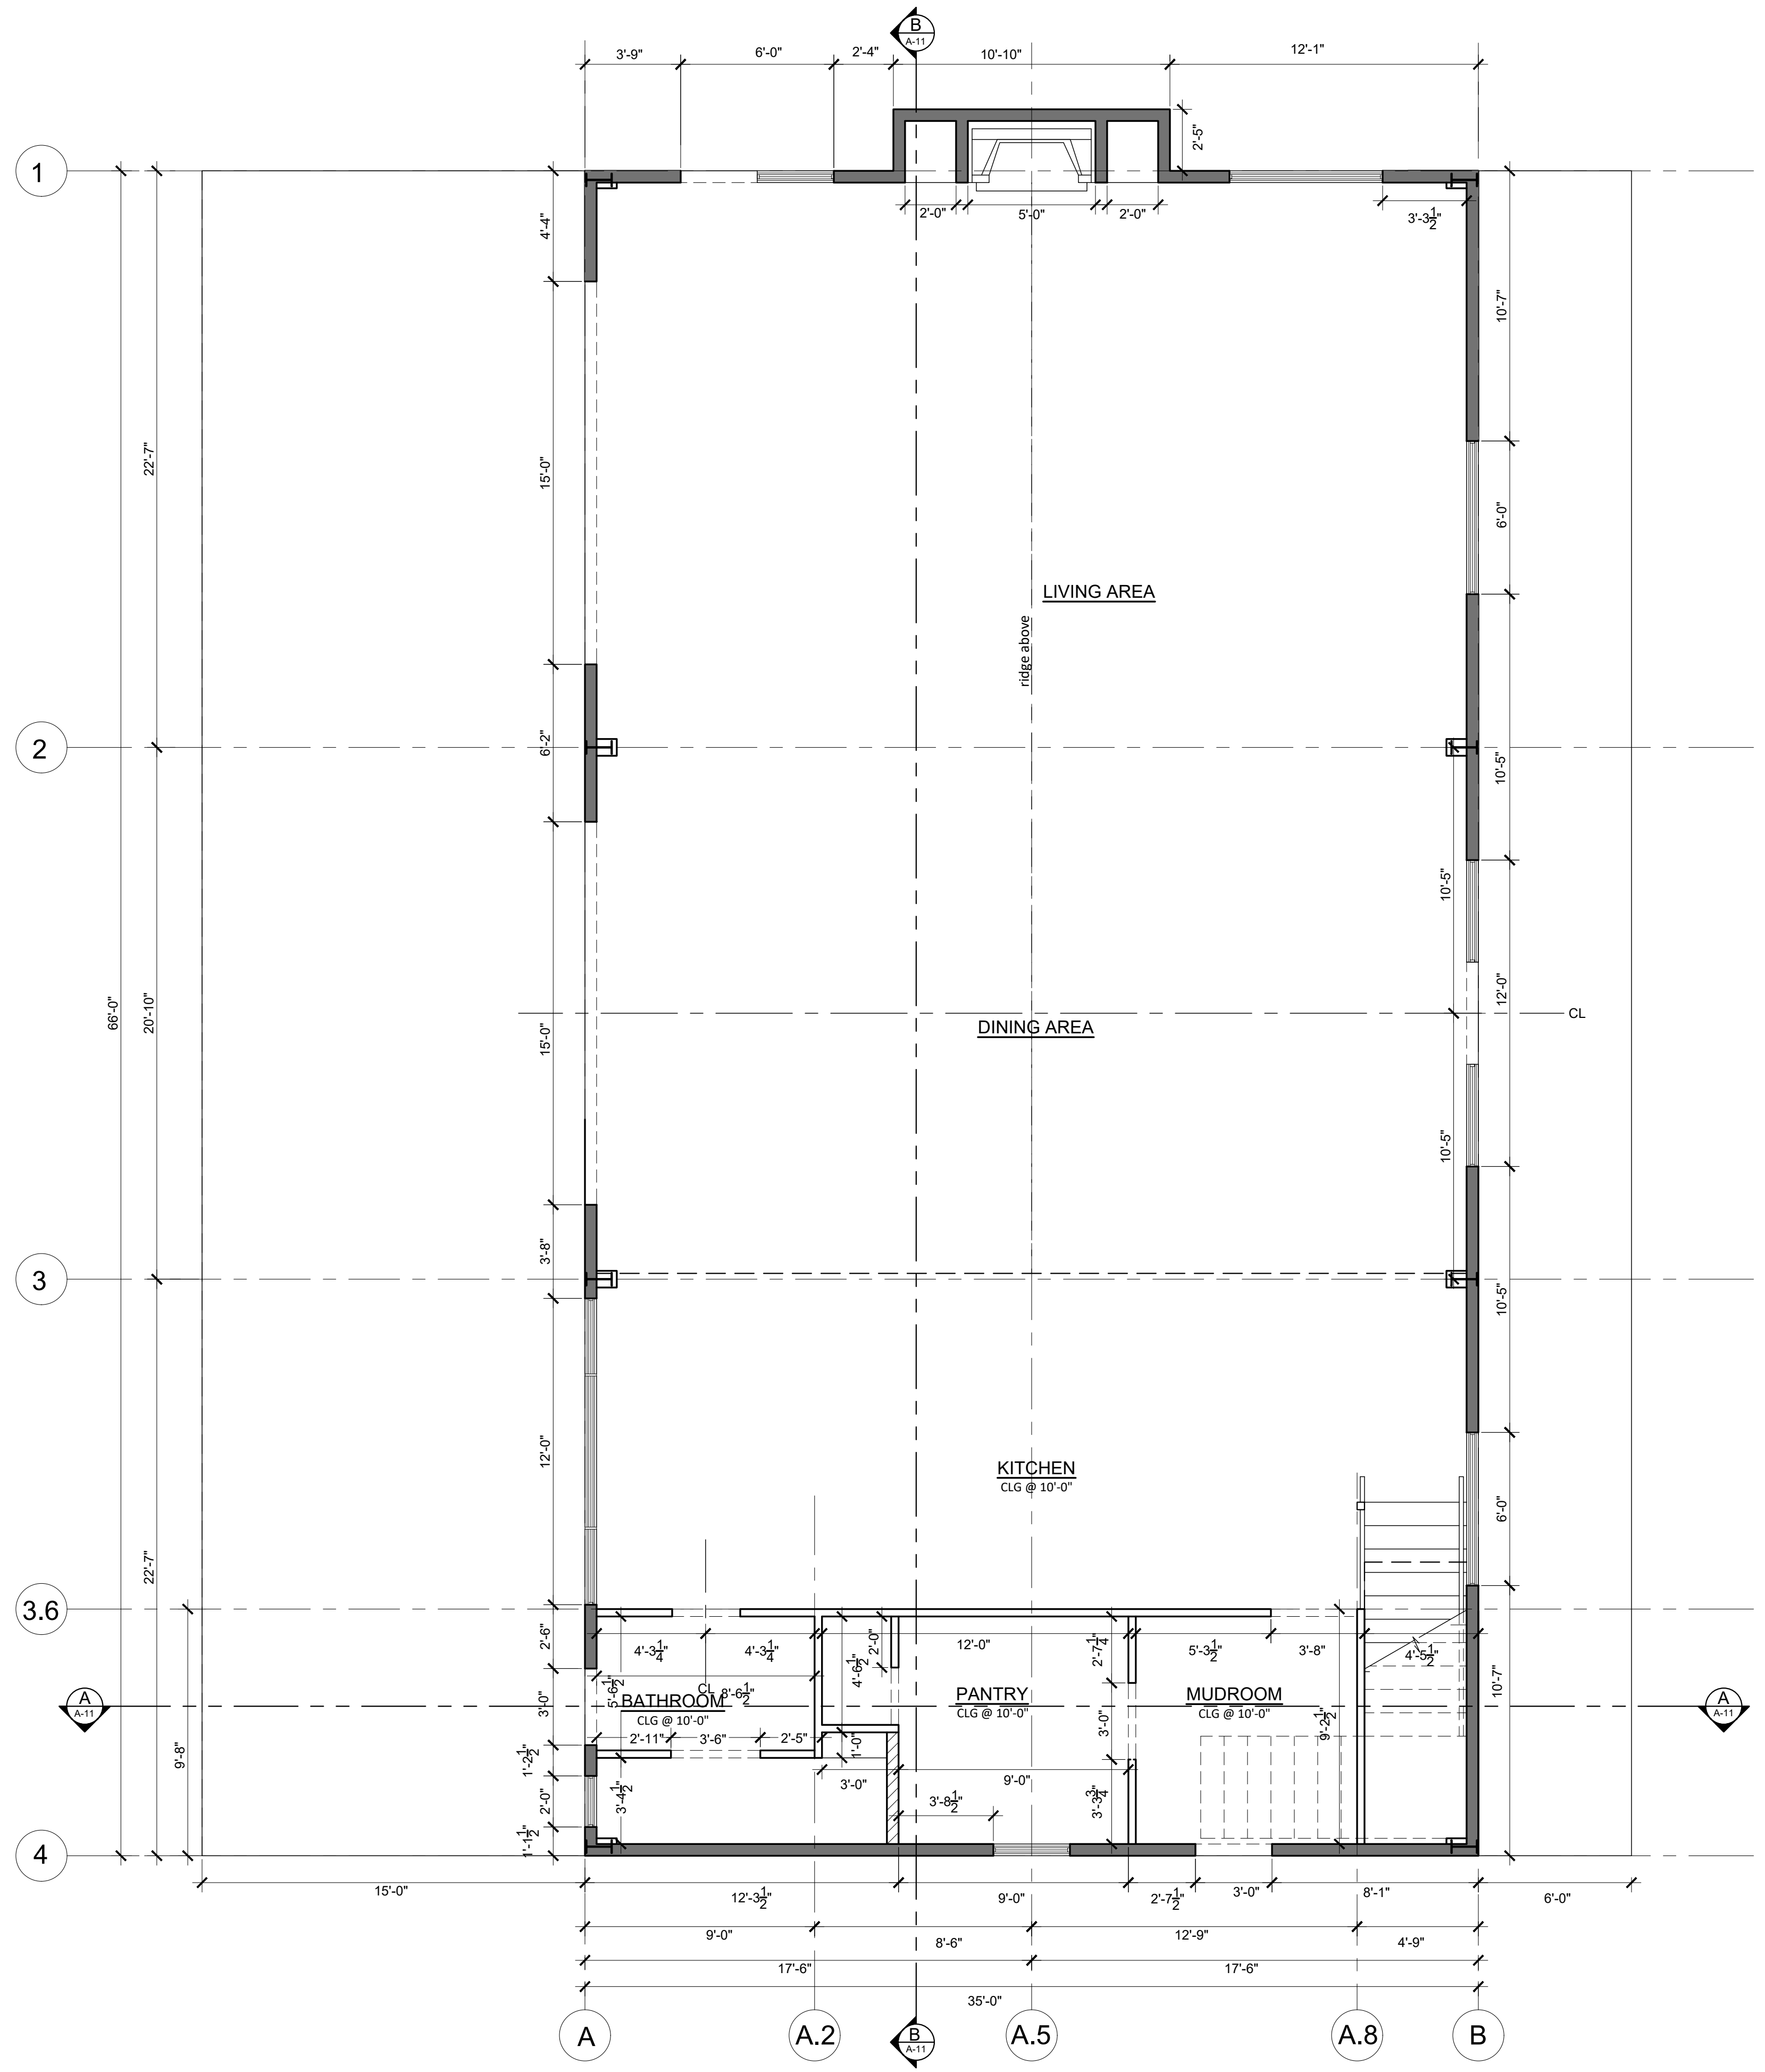 B
A-11
3'-9"
6'-0"
2'-4"
10'-10"
12'-1"
2'-5"
1
2'-0"
5'-0"
2'-0"
3'-3 1/2"
4'-4"
10'-7"
22'-7"
15'-0"
6'-0"
LIVING AREA
ridge above
2
6'-2"
10'-5"
10'-5"
66'-0"
20'-10"
15'-0"
12'-0"
CL
DINING AREA
10'-5"
3'-8"
3
10'-5"
12'-0"
KITCHEN
CLG @ 10'-0"
6'-0"
22'-7"
3.6
2'-6"
4'-3 1/4"
4'-3 1/4"
4'-6 1/2"
2'-0"
12'-0"
2'-7 1/4"
5'-3 1/2"
3'-8"
4'-5 1/2"
5'-6 1/2"
CL
8'-6 1/2"
A
A-11
3'-0"
BATHROOM
CLG @ 10'-0"
PANTRY
CLG @ 10'-0"
3'-0"
MUDROOM
CLG @ 10'-0"
9'-2 1/2"
10'-7"
A
A-11
9'-8"
1'-2 1/2"
2'-11"
3'-6"
2'-5"
1'-0"
3'-0"
9'-0"
2'-0"
3'-4 1/2"
3'-8 1/2"
3'-3 3/4"
1'-1 1/2"
4
15'-0"
12'-3 1/2"
9'-0"
2'-7 1/2"
3'-0"
8'-1"
6'-0"
9'-0"
8'-6"
12'-9"
4'-9"
17'-6"
17'-6"
35'-0"
A
A.2
B
A-11
A.5
A.8
B